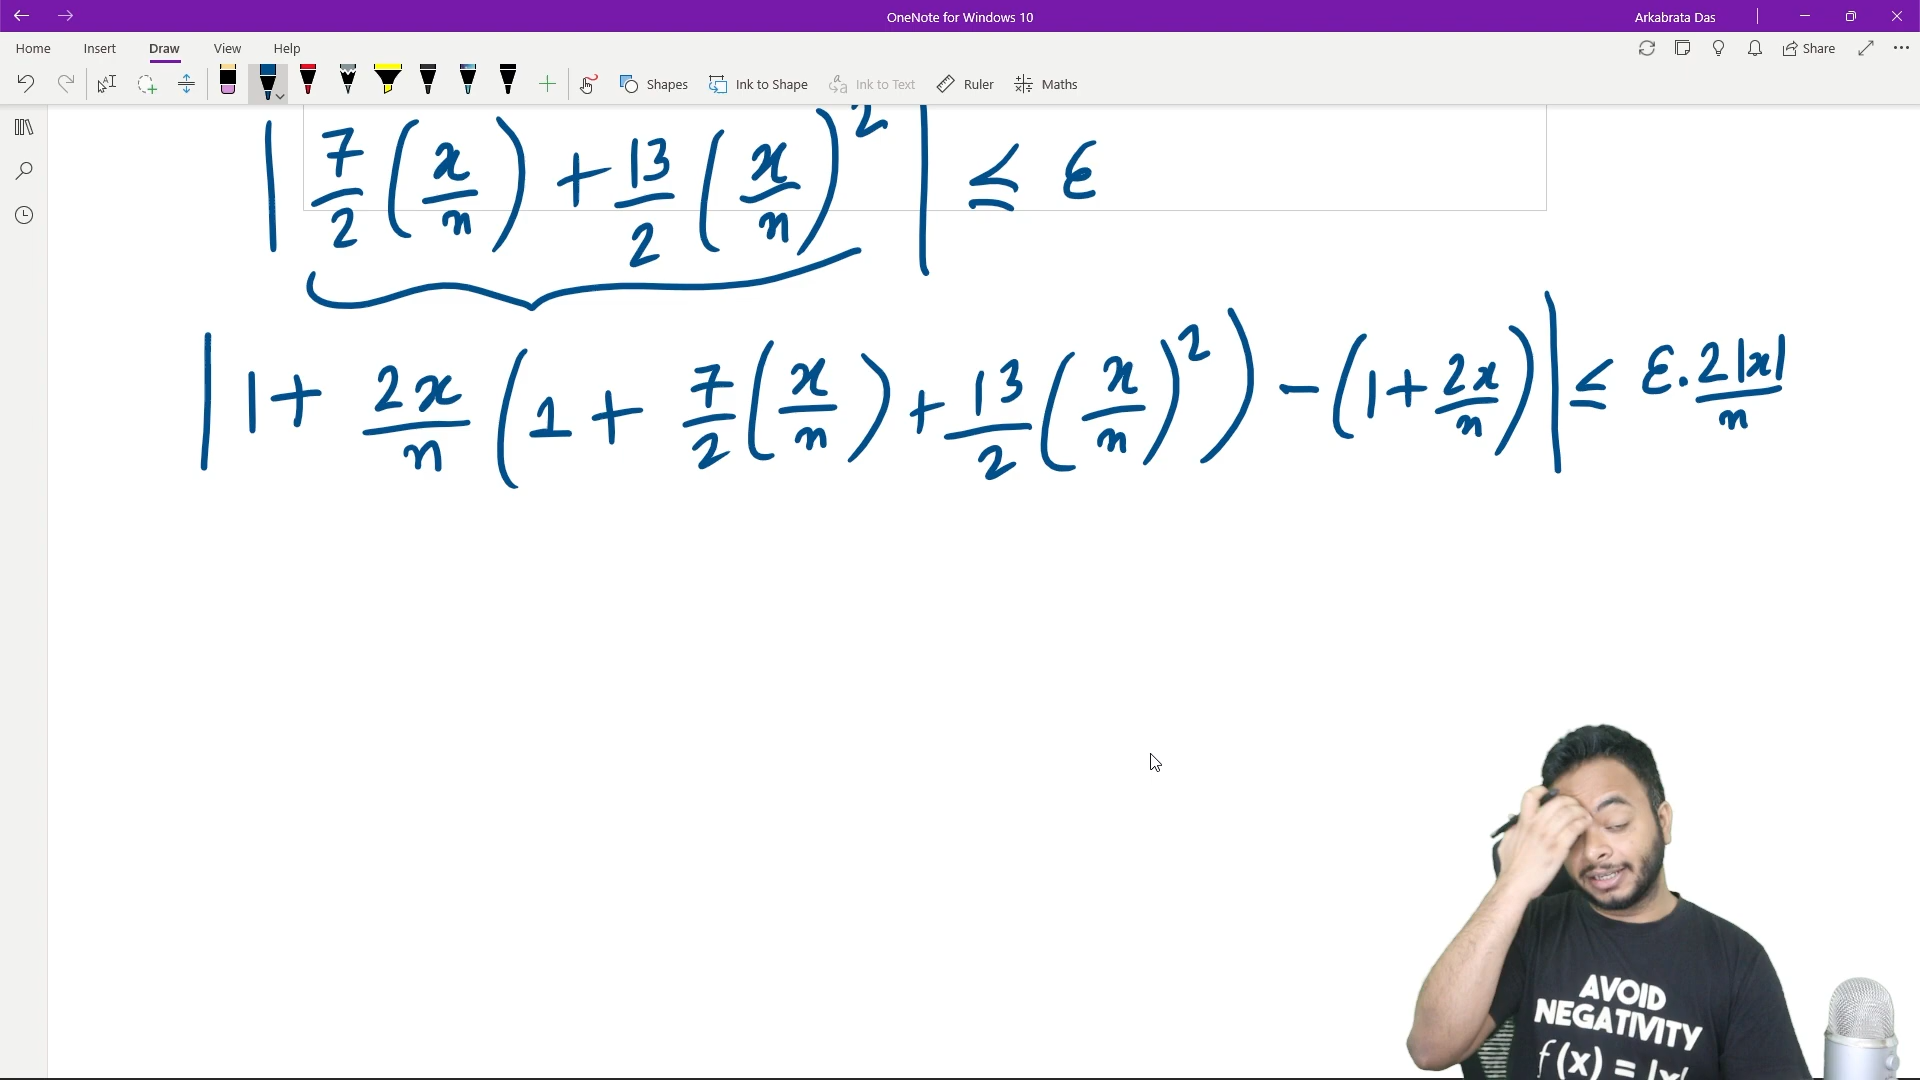 OneNote for Windows 10
Arkabrata Das
Home Insert Draw View Help
Share
Shapes Ink to Shape Ink to Text Ruler Maths
| 7/2 (x/n) + 13/2 (x/n)² | ≤ ε
| 1 + 2x/n (1 + 7/2 (x/n) + 13/2 (x/n)²) - (1 + 2x/n) | ≤ ε. 2|x|/n
AVOID
NEGATIVITY
f(x) = |x|